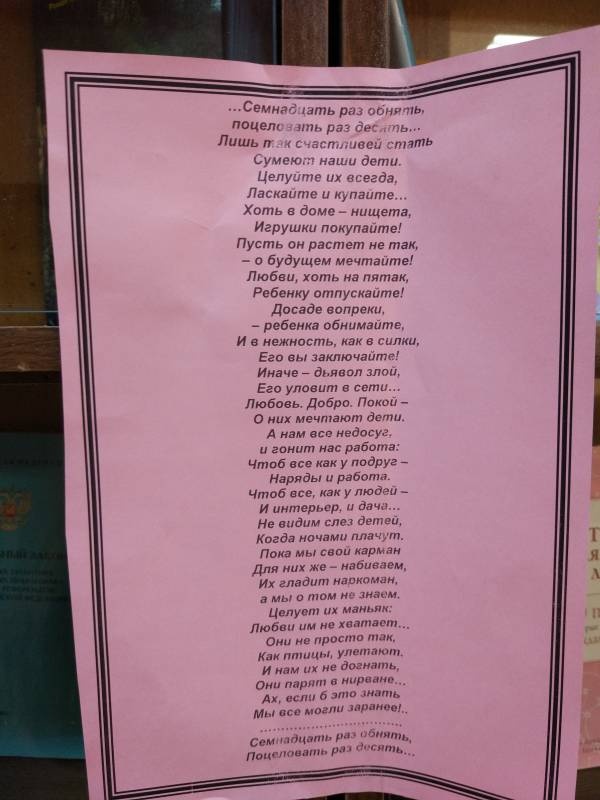 ...Семнадцать раз обнять,
поцеловать раз десять...
Лишь так счастливей стать
Сумеют наши дети.
Целуйте их всегда,
Ласкайте и купайте...
Хоть в доме – нищета,
Игрушки покупайте!
Пусть он растет не так,
– о будущем мечтайте!
Любви, хоть на пятак,
Ребенку отпускайте!
Досаде вопреки,
– ребенка обнимайте,
И в нежность, как в силки,
Его вы заключайте!
Иначе – дьявол злой,
Его уловит в сети...
Любовь. Добро. Покой –
О них мечтают дети.
А нам все недосуг,
и гонит нас работа:
Чтоб все как у подруг –
Наряды и работа.
Чтоб все, как у людей –
И интерьер, и дача...
Не видим слез детей,
Когда ночами плачут.
Пока мы свой карман
Для них же – набиваем,
Их гладит наркоман,
а мы о том не знаем.
Целует их маньяк:
Любви им не хватает...
Они не просто так,
Как птицы, улетают.
И нам их не догнать,
Они парят в нирване...
Ах, если б это знать
Мы все могли заранее!..
................................
Семнадцать раз обнять,
Поцеловать раз десять...